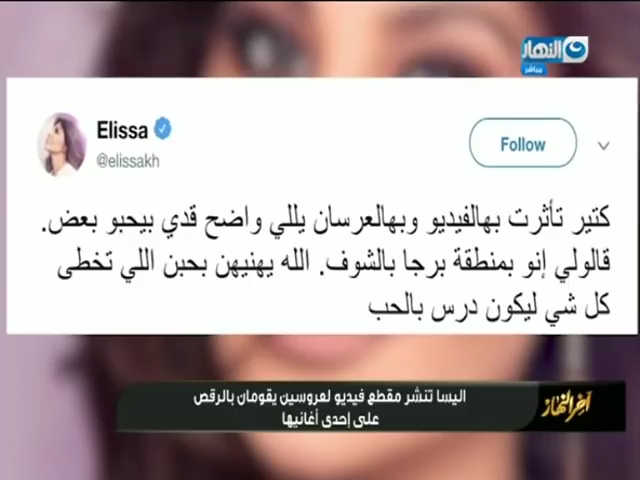 النهار
مباشر
Elissa
@elissakh
Follow
كتير تأثرت بهالفيديو وبهالعرسان يللي واضح قدي بيحبو بعض.
قالولي إنو بمنطقة برجا بالشوف. الله يهنيهن بحبن اللي تخطى
كل شي ليكون درس بالحب
اليسا تنشر مقطع فيديو لعروسين يقومان بالرقص
على إحدى أغانيها
آخر النهار